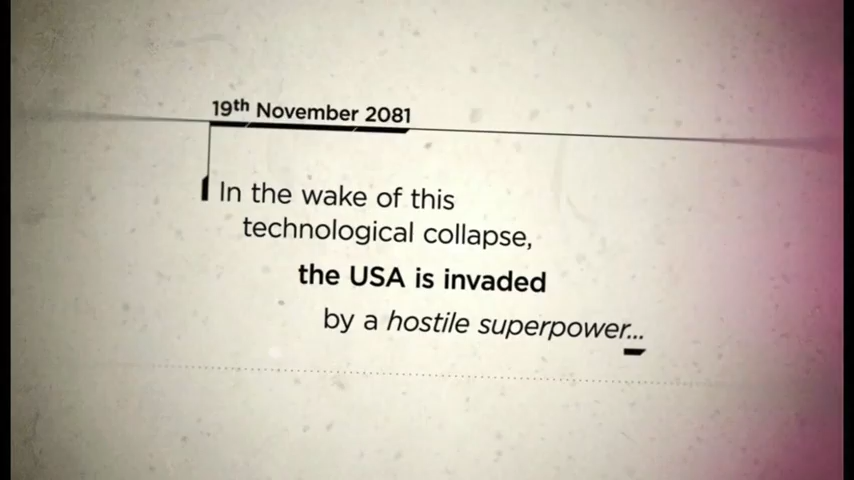 19th November 2081
In the wake of this
technological collapse,
the USA is invaded
by a hostile superpower...